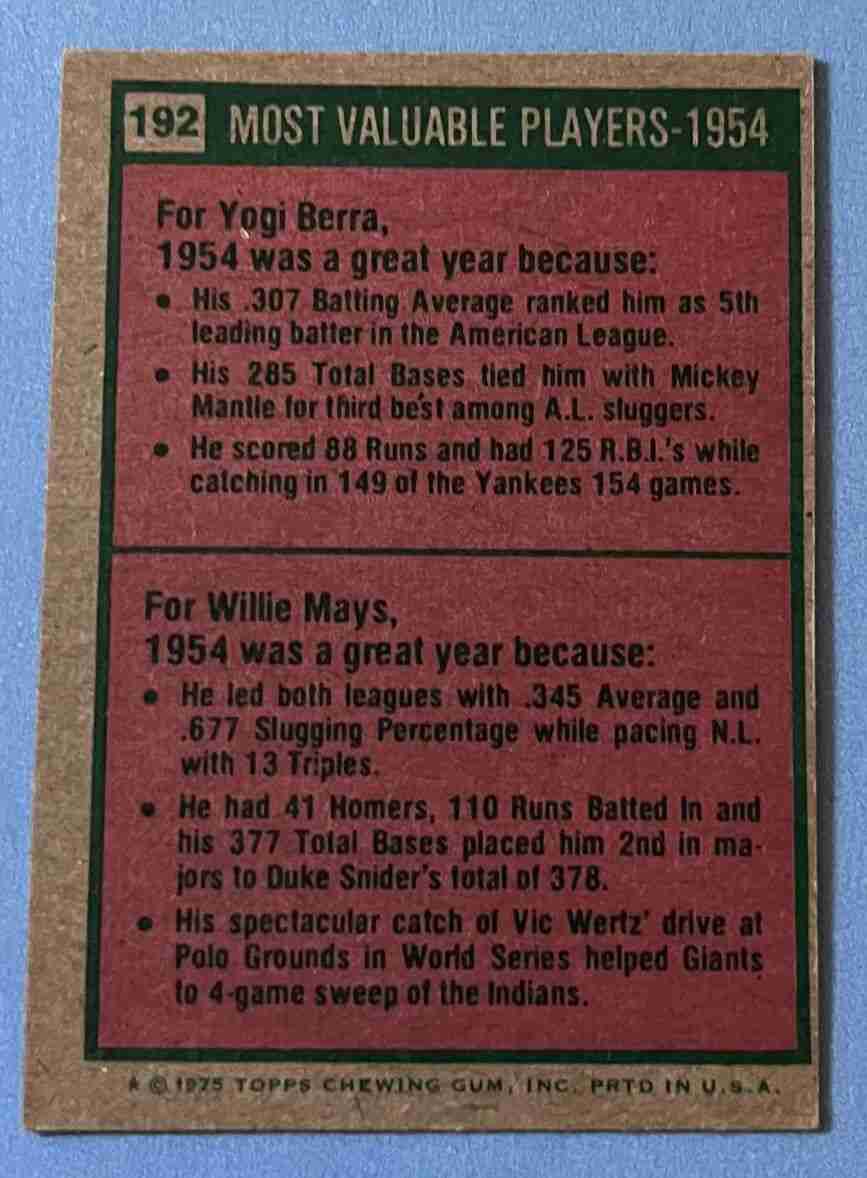 192 MOST VALUABLE PLAYERS-1954
For Yogi Berra,
1954 was a great year because:
• His .307 Batting Average ranked him as 5th
leading batter in the American League.
• His 285 Total Bases tied him with Mickey
Mantle for third best among A.L. sluggers.
• He scored 88 Runs and had 125 R.B.I.'s while
catching in 149 of the Yankees 154 games.
For Willie Mays,
1954 was a great year because:
• He led both leagues with .345 Average and
.677 Slugging Percentage while pacing N.L.
with 13 Triples.
• He had 41 Homers, 110 Runs Batted In and
his 377 Total Bases placed him 2nd in ma-
jors to Duke Snider's total of 378.
• His spectacular catch of Vic Wertz' drive at
Polo Grounds in World Series helped Giants
to 4-game sweep of the Indians.
* © 1975 TOPPS CHEWING GUM, INC. PRTD IN U.S.A.